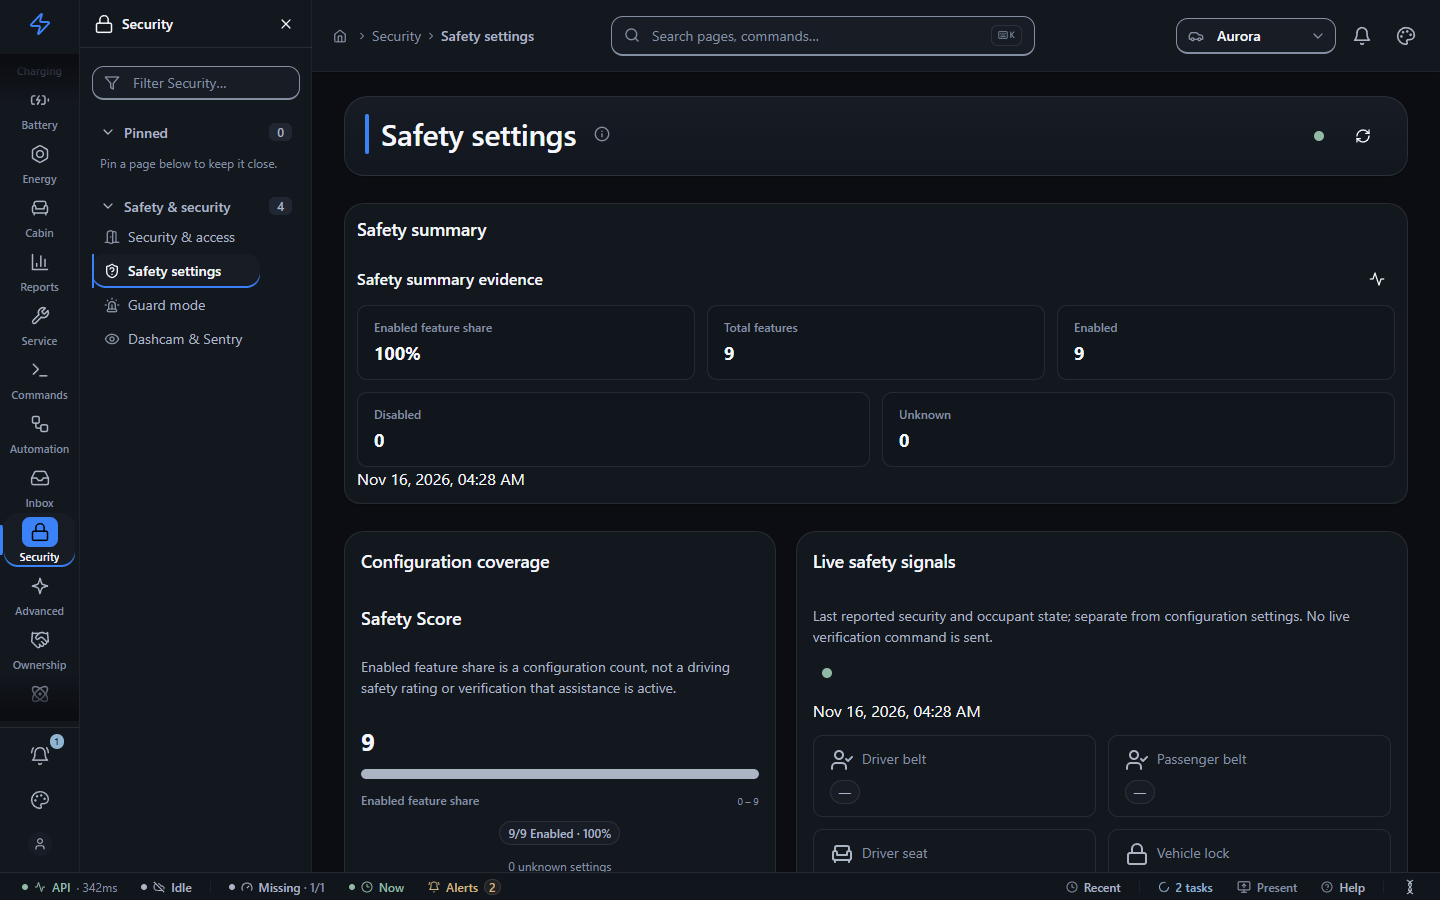 Security
Security
Safety settings
Search pages, commands...
K
Aurora
Charging
Battery
Energy
Cabin
Reports
Service
Commands
Automation
Inbox
Security
Advanced
Ownership
1
Filter Security...
Pinned
0
Pin a page below to keep it close.
Safety & security
4
Security & access
Safety settings
Guard mode
Dashcam & Sentry
Safety settings
Safety summary
Safety summary evidence
Enabled feature share
100%
Total features
9
Enabled
9
Disabled
0
Unknown
0
Nov 16, 2026, 04:28 AM
Configuration coverage
Safety Score
Enabled feature share is a configuration count, not a driving
safety rating or verification that assistance is active.
9
Enabled feature share
0 – 9
9/9 Enabled · 100%
0 unknown settings
Live safety signals
Last reported security and occupant state; separate from configuration settings. No live
verification command is sent.
Nov 16, 2026, 04:28 AM
Driver belt
—
Passenger belt
—
Driver seat
Vehicle lock
API · 342ms
Idle
Missing · 1/1
Now
Alerts 2
Recent
2 tasks
Present
Help